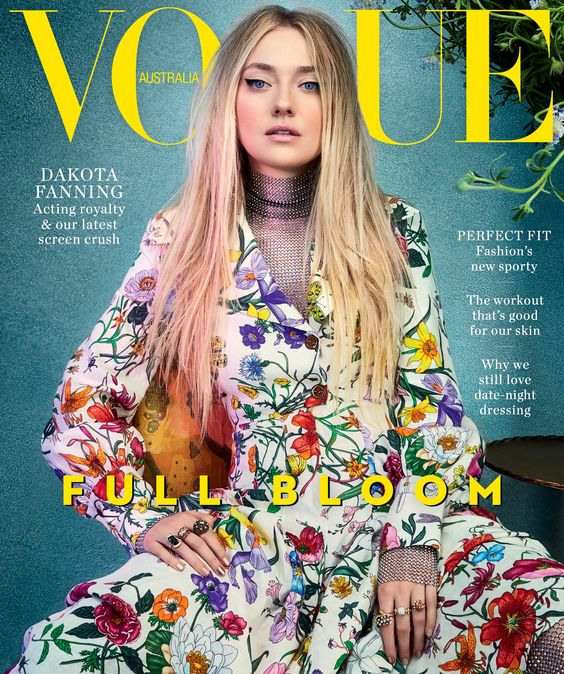 VOGUE
AUSTRALIA
DAKOTA
FANNING
Acting royalty
& our latest
screen crush
PERFECT FIT
Fashion's
new sporty
The workout
that's good
for our skin
Why we
still love
date-night
dressing
FULL BLOOM